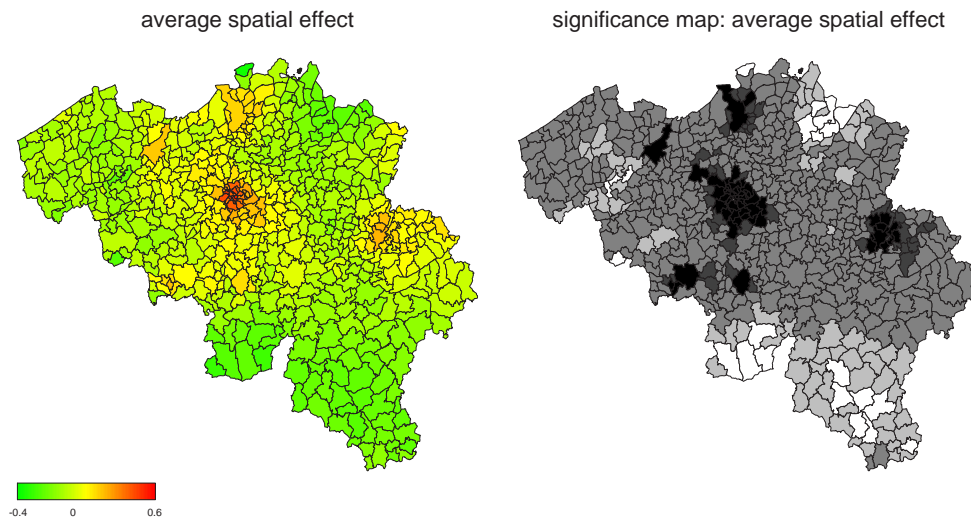 average spatial effect
significance map: average spatial effect
-0.4 0 0.6